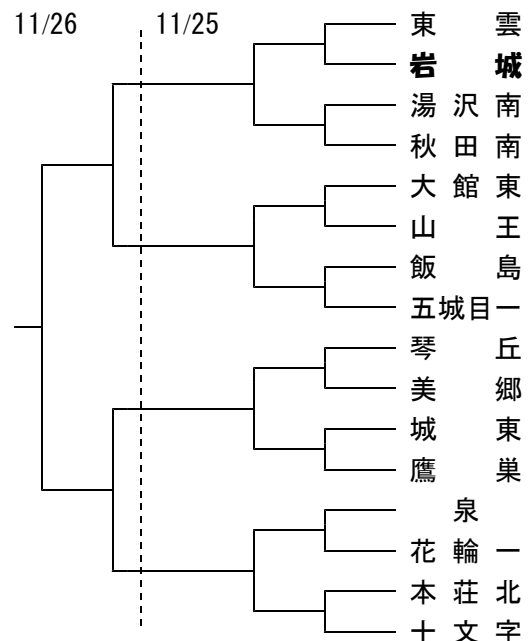 11/26 11/25
東雲
岩城
湯沢南
秋田南
大館東
山王
飯島
五城目一
琴丘
美郷
城東
鷹巣
泉
花輪一
本荘北
十文字